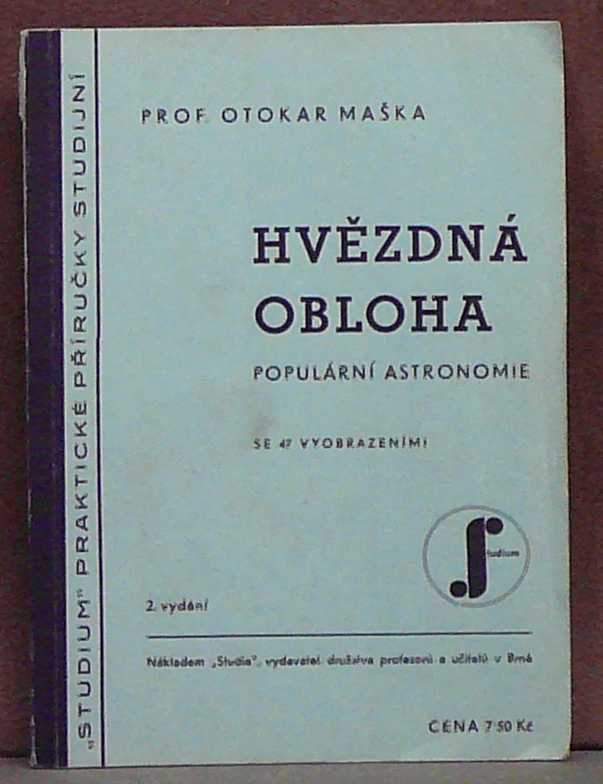 PROF. OTOKAR MAŠKA
HVĚZDNÁ
OBLOHA
POPULÁRNÍ ASTRONOMIE
SE 47 VYOBRAZENÍMI
Studium
2. vydání
Nákladem „Studia", vydavatel. družstva profesorů a učitelů v Brně
CENA 7·50 Kč
„STUDIUM" PRAKTICKÉ PŘÍRUČKY STUDIJNÍ